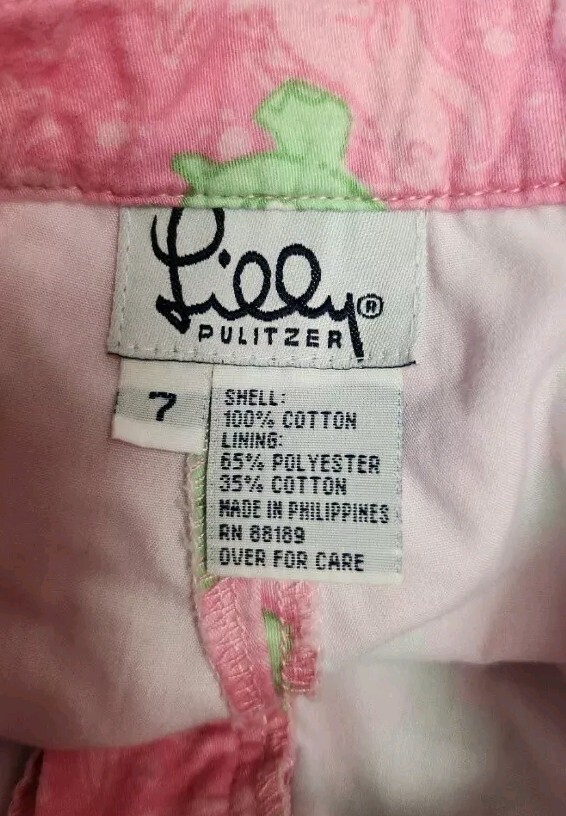 Lilly®
PULITZER
7
SHELL:
100% COTTON
LINING:
65% POLYESTER
35% COTTON
MADE IN PHILIPPINES
RN 88189
OVER FOR CARE